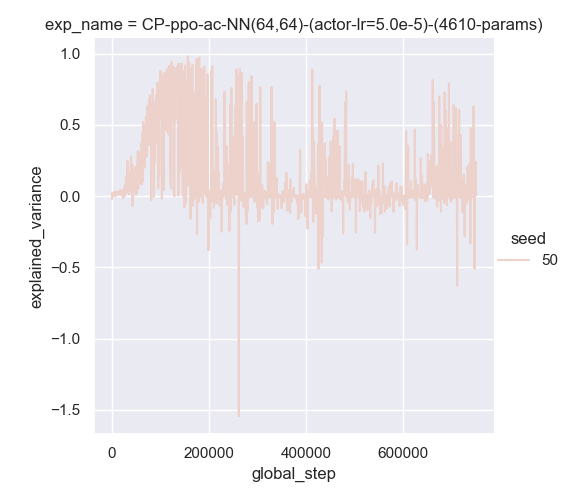 exp_name = CP-ppo-ac-NN(64,64)-(actor-lr=5.0e-5)-(4610-params)
1.0
0.5
0.0
−0.5
−1.0
−1.5
explained_variance
0
200000
400000
600000
global_step
seed
50